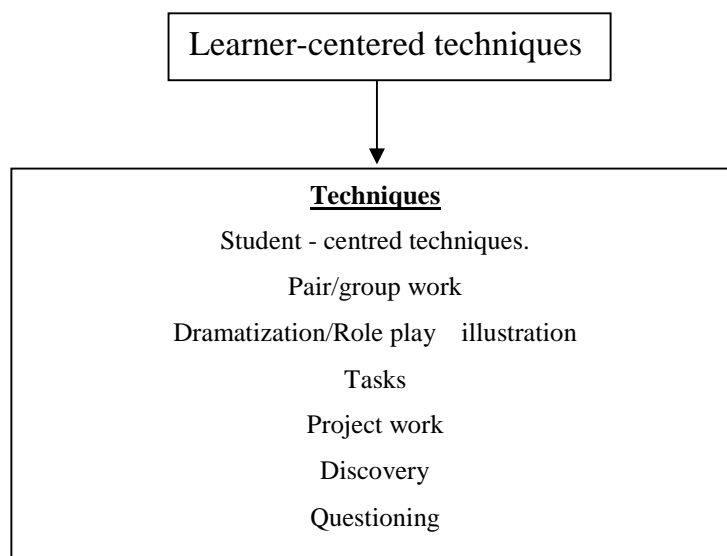 Learner-centered techniques
Techniques
Student - centred techniques.
Pair/group work
Dramatization/Role play illustration
Tasks
Project work
Discovery
Questioning